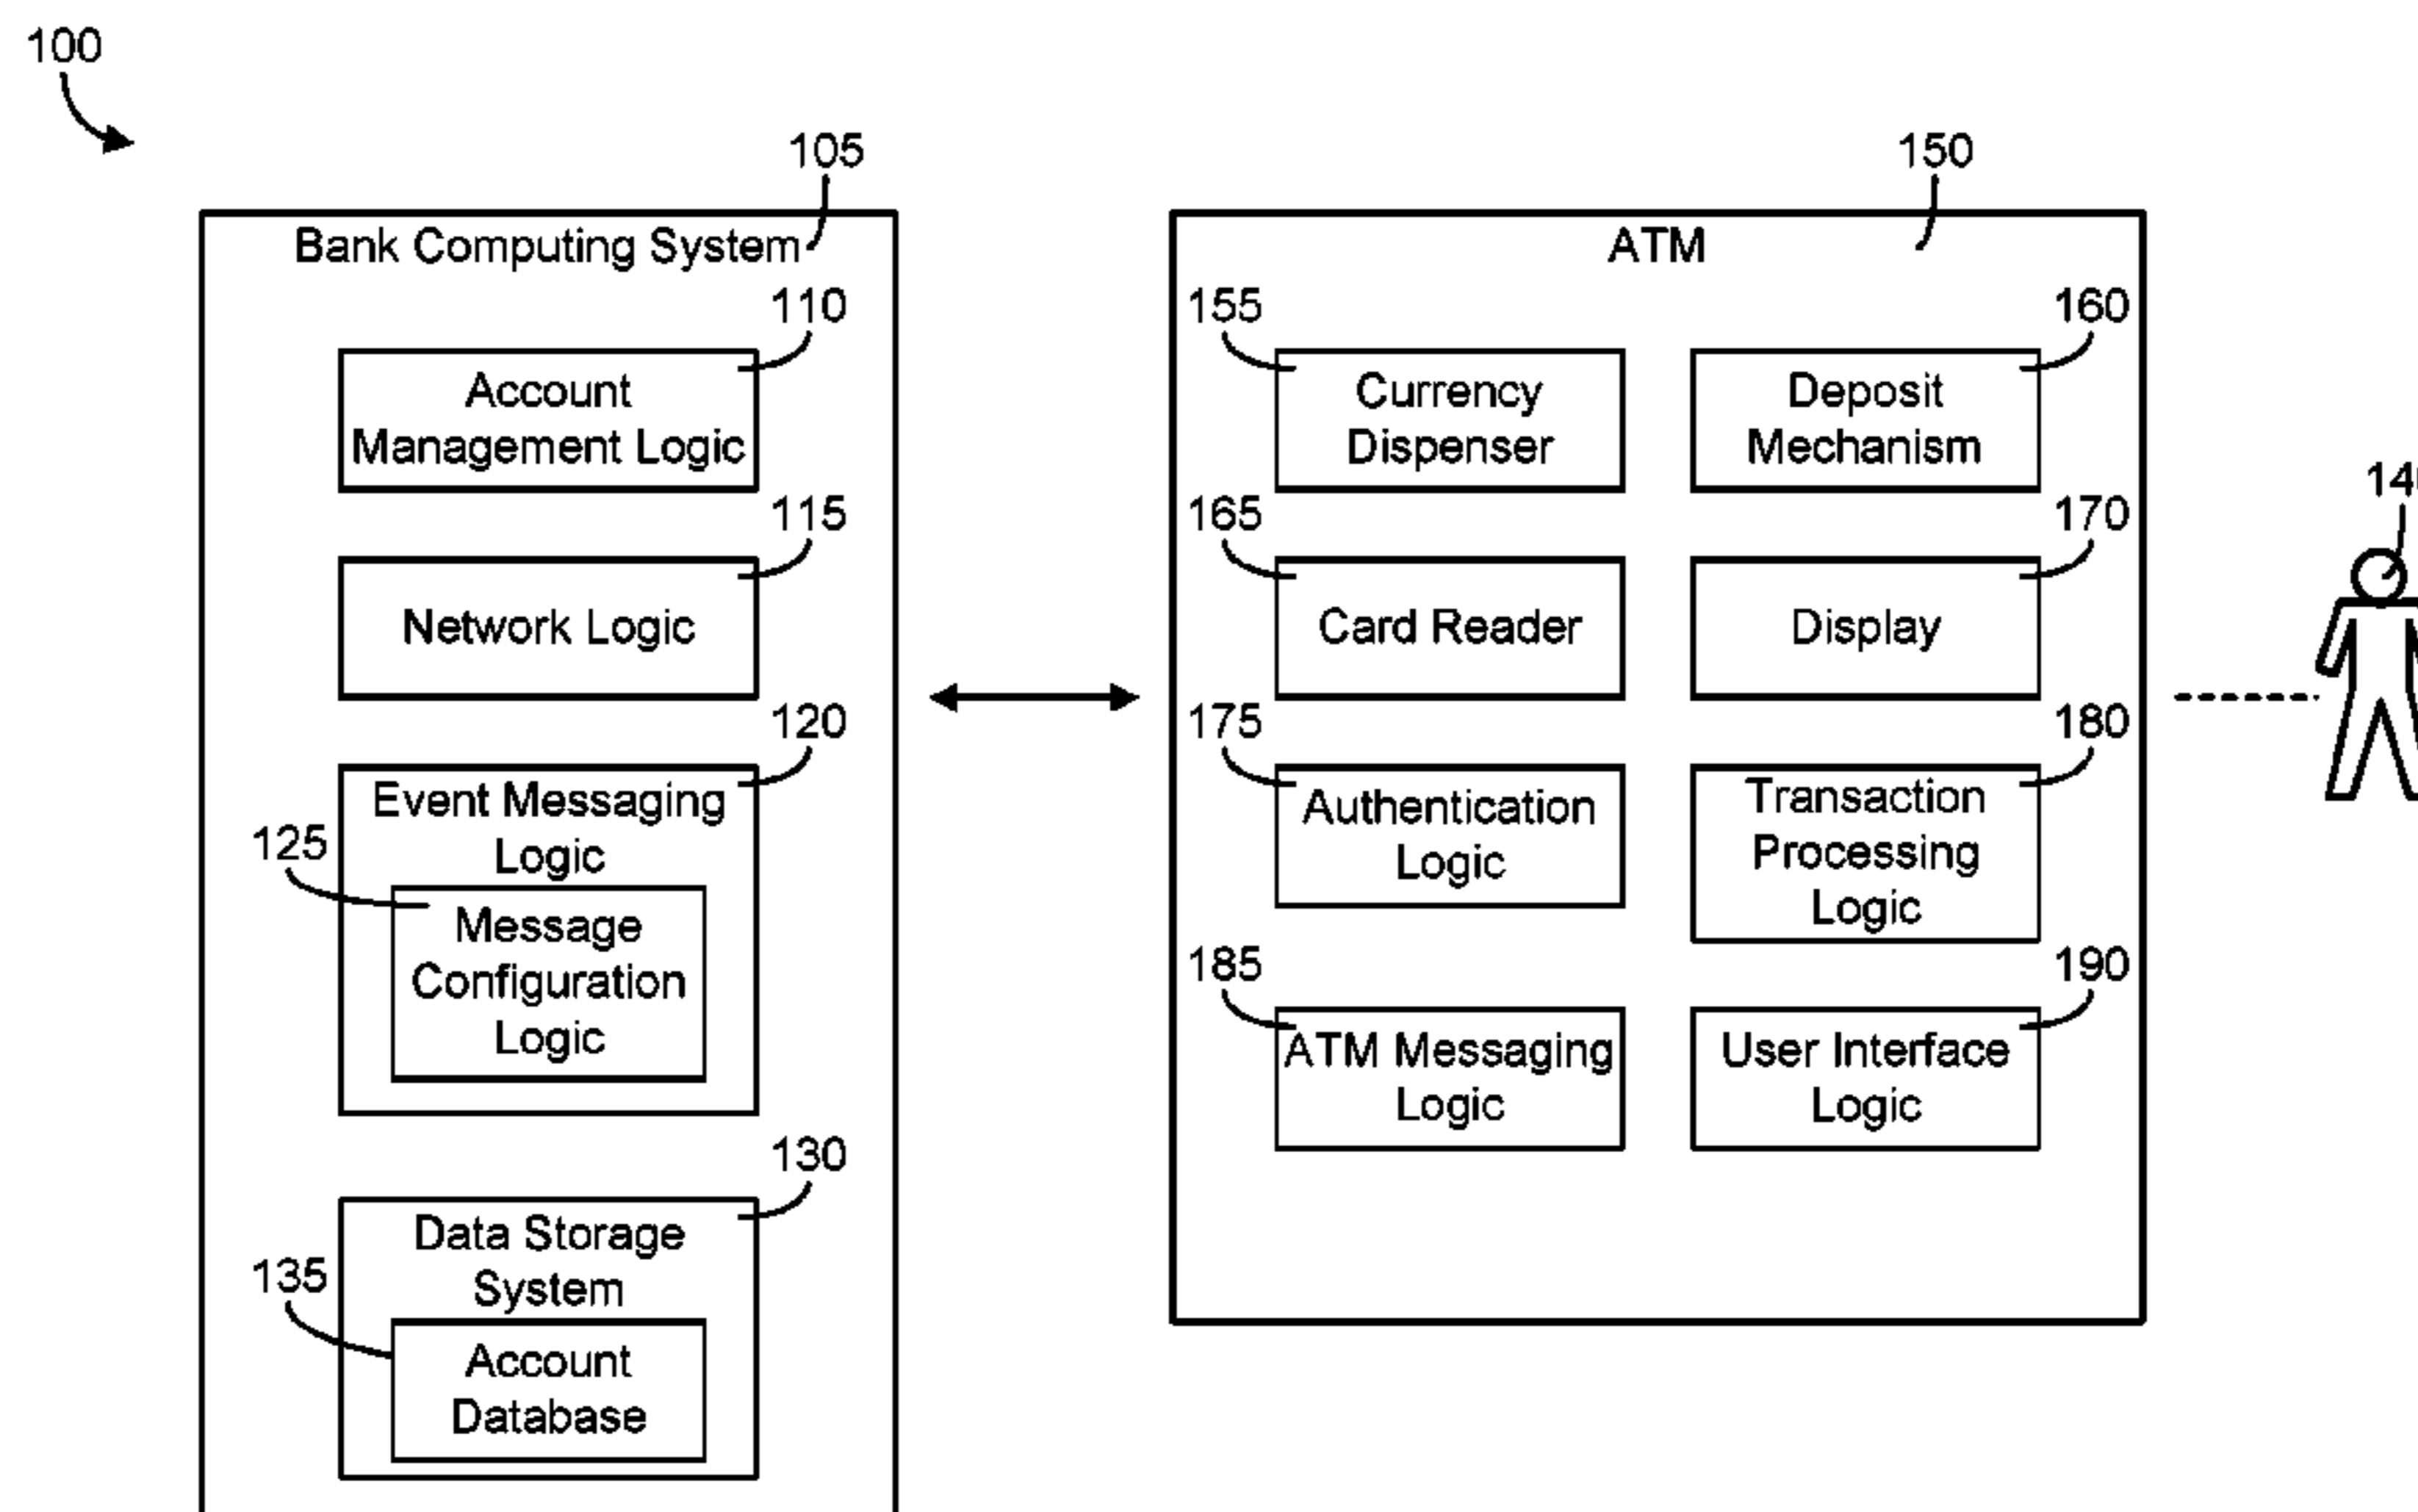 100
105
Bank Computing System
110
Account
Management Logic
115
Network Logic
120
Event Messaging
Logic
125
Message
Configuration
Logic
130
Data Storage
System
135
Account
Database
150
ATM
155
Currency
Dispenser
160
Deposit
Mechanism
165
Card Reader
170
Display
175
Authentication
Logic
180
Transaction
Processing
Logic
185
ATM Messaging
Logic
190
User Interface
Logic